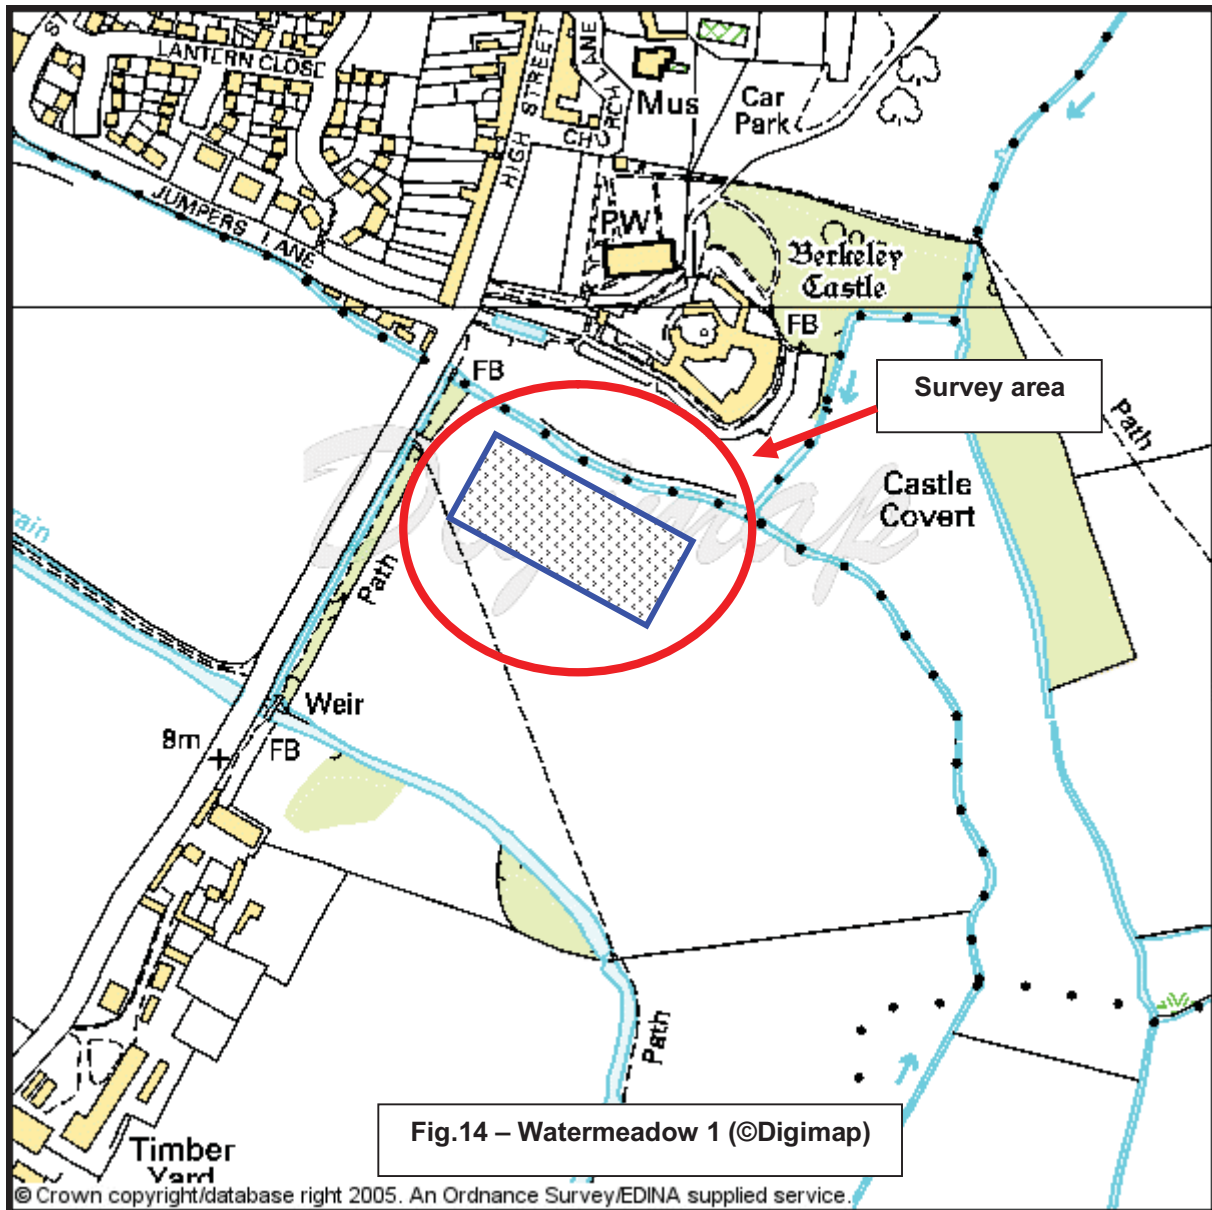 LANTERN CLOSE
HIGH STREET
CHURCH LANE
Mus
Car
Park
JUMPERS LANE
PW
Berkeley
Castle
FB
FB
Survey area
Path
Castle
Covert
Digimap
Path
Weir
8m
FB
Path
Fig.14 – Watermeadow 1 (©Digimap)
Timber
Yard
© Crown copyright/database right 2005. An Ordnance Survey/EDINA supplied service.